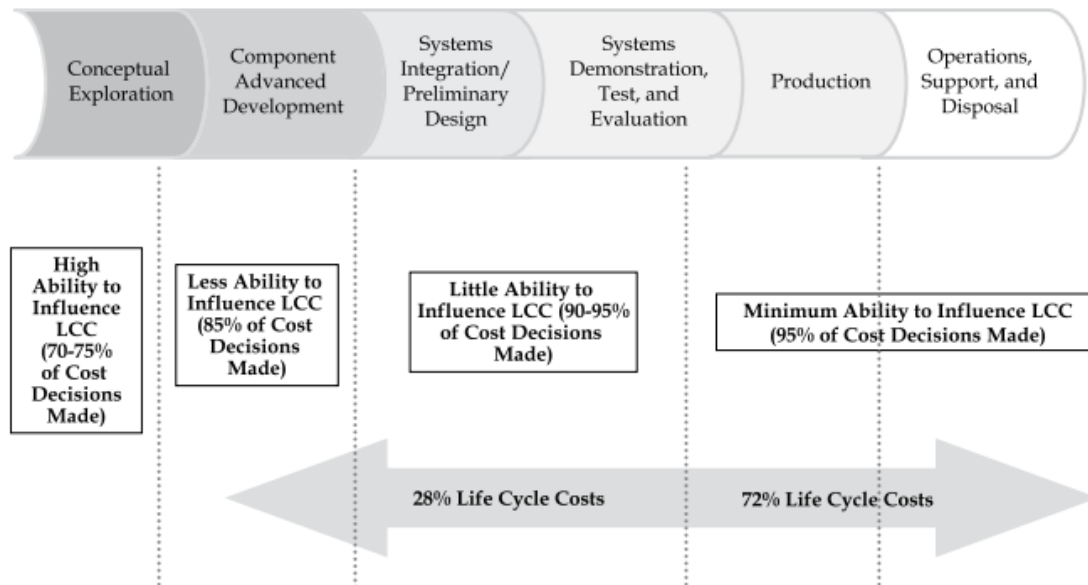 Conceptual
Exploration
Component
Advanced
Development
Systems
Integration/
Preliminary
Design
Systems
Demonstration,
Test, and
Evaluation
Production
Operations,
Support, and
Disposal
High
Ability to
Influence
LCC
(70-75%
of Cost
Decisions
Made)
Less Ability to
Influence LCC
(85% of Cost
Decisions
Made)
Little Ability to
Influence LCC (90-95%
of Cost Decisions
Made)
Minimum Ability to Influence LCC
(95% of Cost Decisions Made)
28% Life Cycle Costs
72% Life Cycle Costs